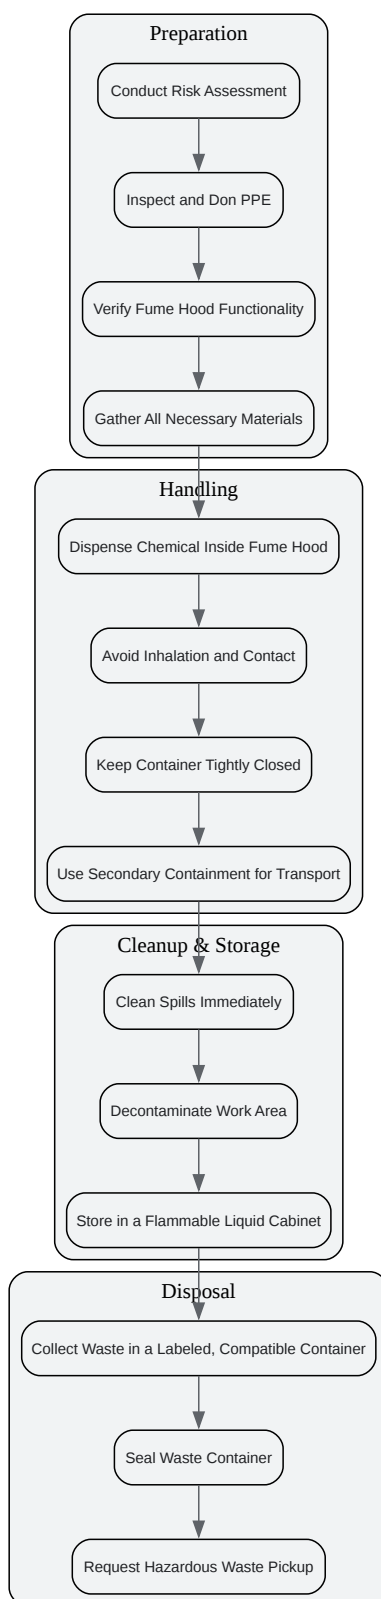 Preparation
Conduct Risk Assessment
Inspect and Don PPE
Verify Fume Hood Functionality
Gather All Necessary Materials
Handling
Dispense Chemical Inside Fume Hood
Avoid Inhalation and Contact
Keep Container Tightly Closed
Use Secondary Containment for Transport
Cleanup & Storage
Clean Spills Immediately
Decontaminate Work Area
Store in a Flammable Liquid Cabinet
Disposal
Collect Waste in a Labeled, Compatible Container
Seal Waste Container
Request Hazardous Waste Pickup